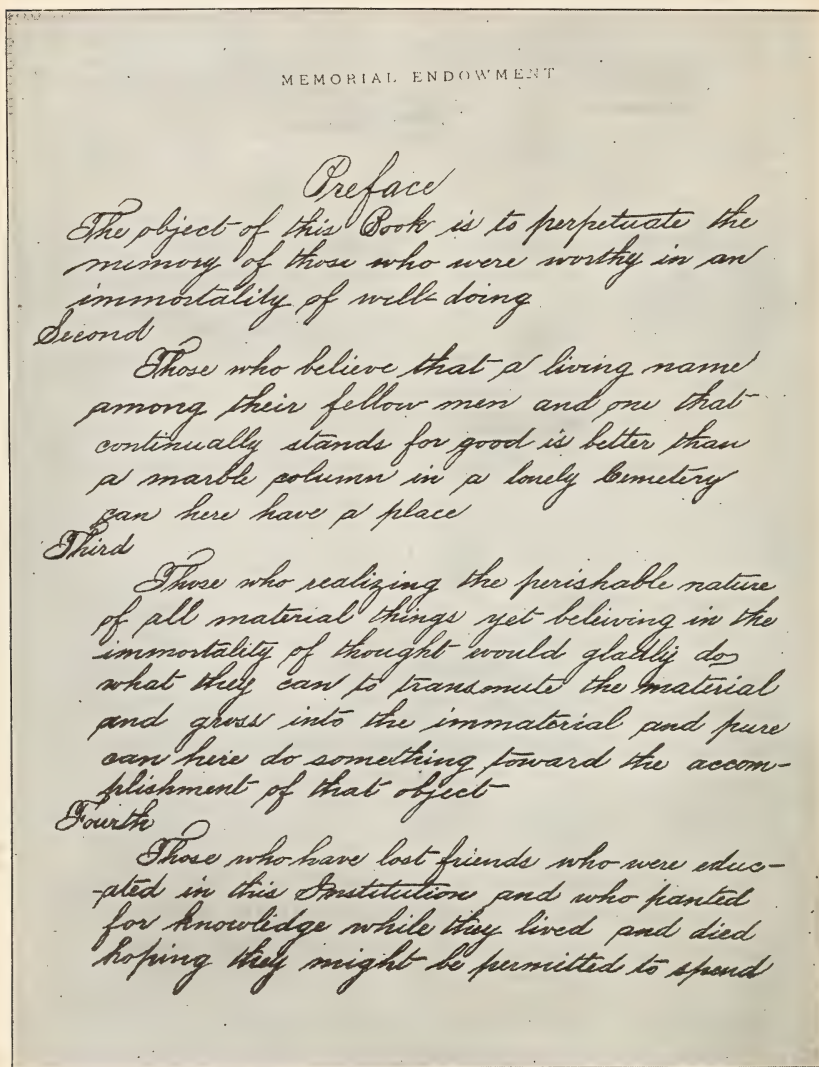 MEMORIAL ENDOWMENT
Preface
The object of this Book is to perpetuate the
memory of those who were worthy in an
immortality of well-doing
Second
Those who believe that a living name
among their fellow men and one that
continually stands for good is better than
a marble column in a lonely Cemetery
can here have a place
Third
Those who realizing the perishable nature
of all material things yet beleiving in the
immortality of thought would gladly do
what they can to transmute the material
and gross into the immaterial and pure
can here do something toward the accom-
plishment of that object
Fourth
Those who have lost friends who were educ-
-ated in this Institution and who panted
for knowledge while they lived and died
hoping they might be permitted to spend